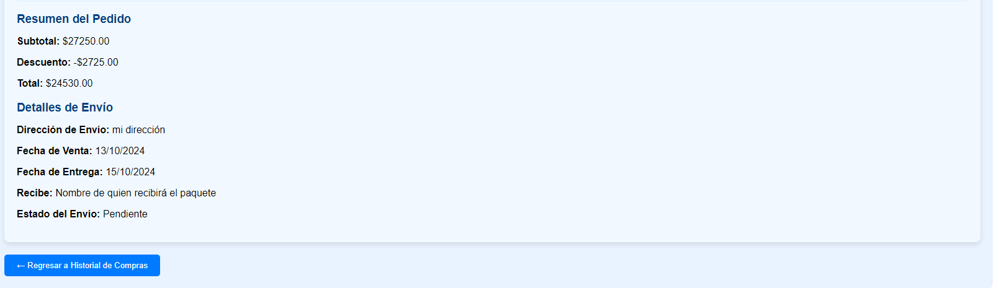 Resumen del Pedido
Subtotal: $27250.00
Descuento: -$2725.00
Total: $24530.00
Detalles de Envío
Dirección de Envío: mi dirección
Fecha de Venta: 13/10/2024
Fecha de Entrega: 15/10/2024
Recibe: Nombre de quien recibirá el paquete
Estado del Envío: Pendiente
← Regresar a Historial de Compras